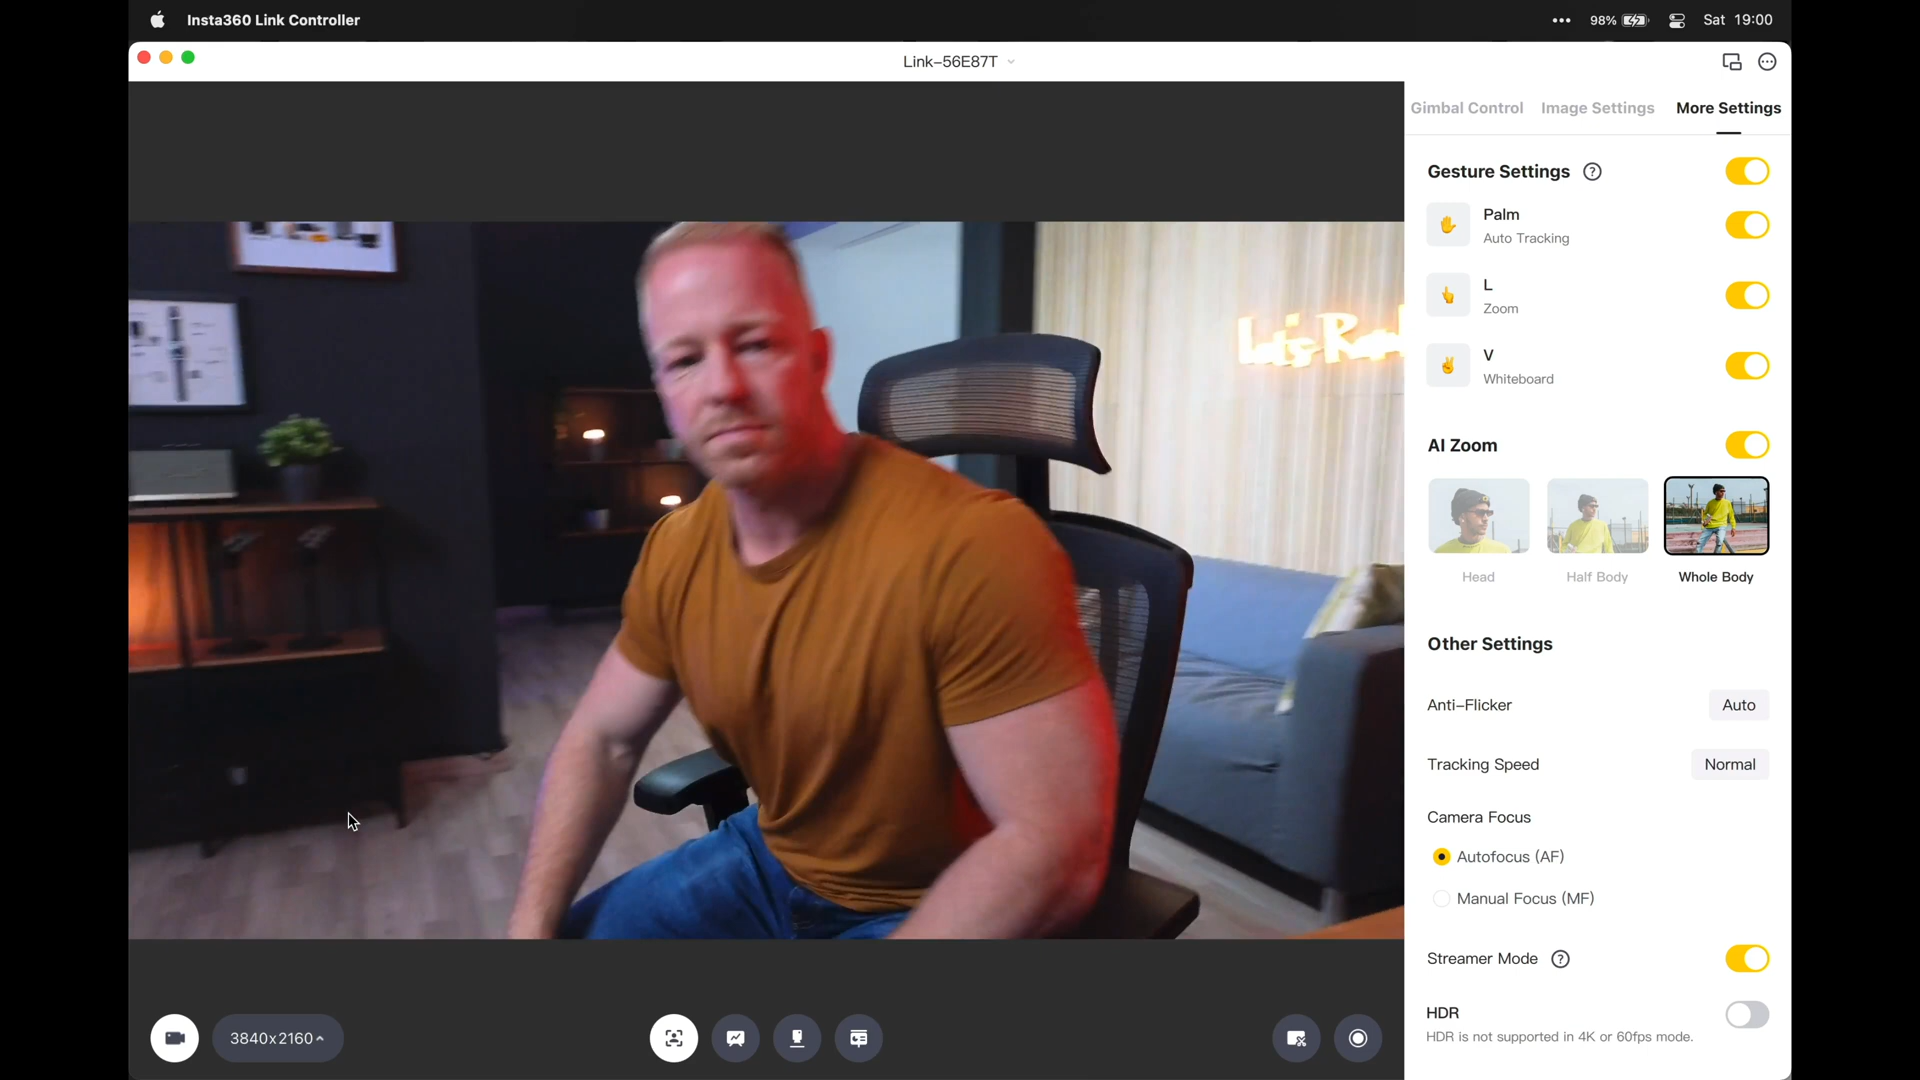 Insta360 Link Controller
98%
Sat 19:00
Link-56E87T
Gimbal Control
Image Settings
More Settings
Gesture Settings ?
Palm
Auto Tracking
L
Zoom
V
Whiteboard
AI Zoom
Head
Half Body
Whole Body
Other Settings
Anti-Flicker
Auto
Tracking Speed
Normal
Camera Focus
Autofocus (AF)
Manual Focus (MF)
Streamer Mode ?
HDR
HDR is not supported in 4K or 60fps mode.
3840x2160